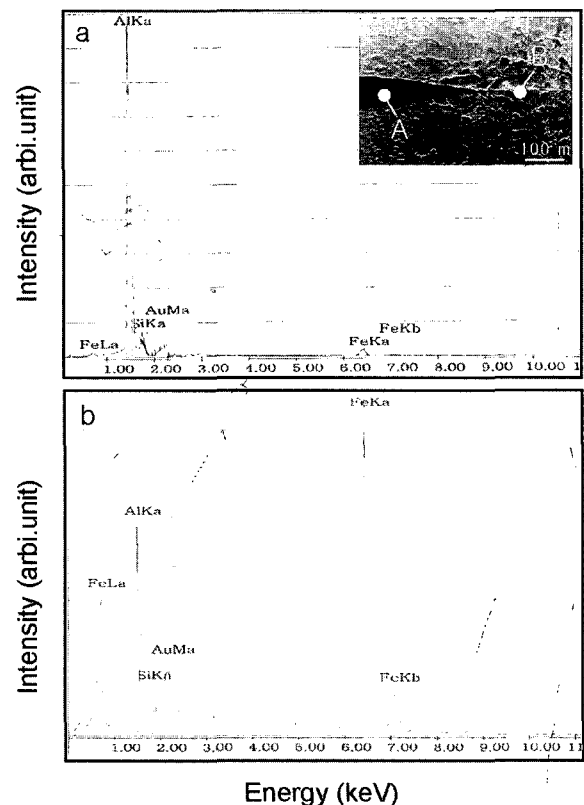 a
AlKa
B
A
100 m
Intensity (arbi.unit)
AuMa
SiKa
FeKb
FeLa
FeKa
1.00 2.00 3.00 4.00 5.00 6.00 7.00 8.00 9.00 10.00 1
b
FeKa
AlKa
FeLa
Intensity (arbi.unit)
AuMa
SiKa
FeKb
1.00 2.00 3.00 4.00 5.00 6.00 7.00 8.00 9.00 10.00 11
Energy (keV)